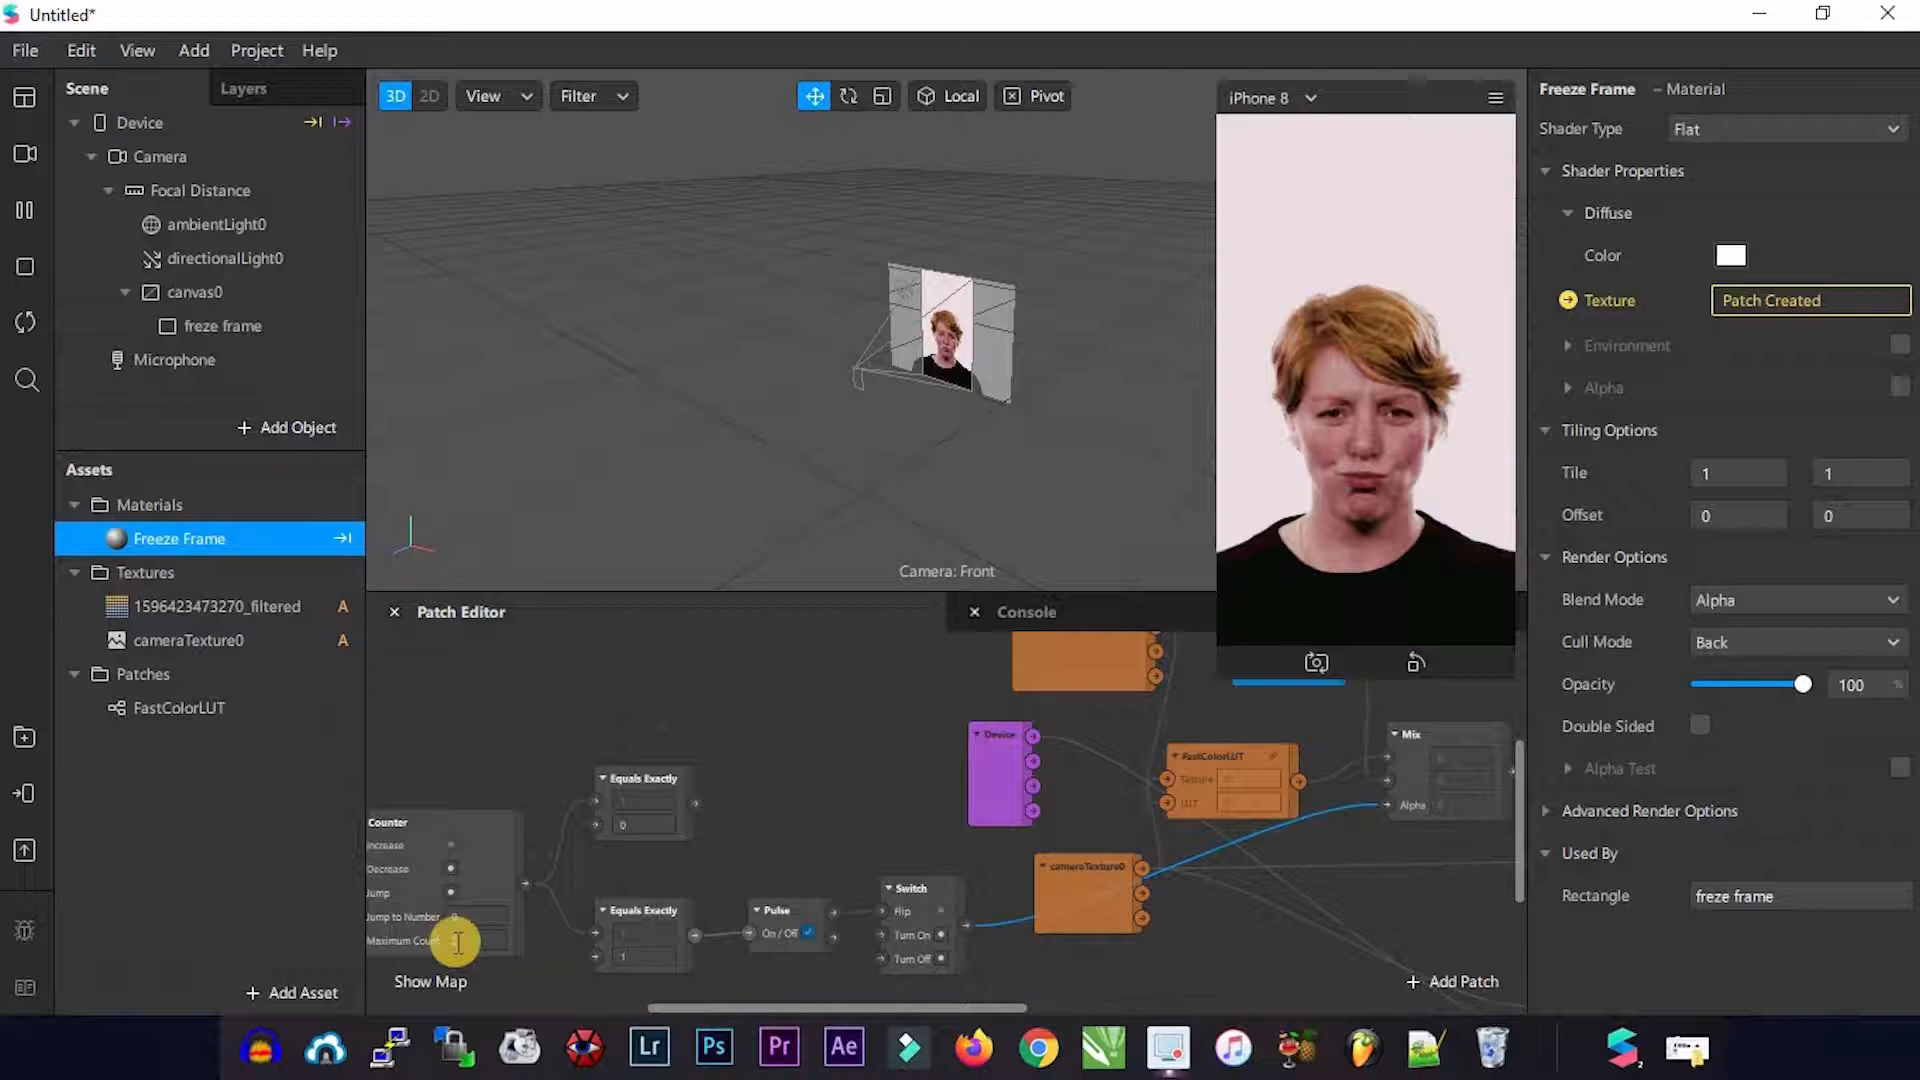 Untitled*
File Edit View Add Project Help
Scene Layers
Device
Camera
Focal Distance
ambientLight0
directionalLight0
canvas0
freze frame
Microphone
+ Add Object
Assets
Materials
Freeze Frame
Textures
1596423473270_filtered A
cameraTexture0 A
Patches
FastColorLUT
+ Add Asset
3D 2D View Filter Local Pivot
Camera: Front
iPhone 8
Patch Editor
Console
Counter
Increase
Decrease
Jump
Jump to Number
Maximum Count
Show Map
Equals Exactly
0
Equals Exactly
1
Pulse
On / Off
Switch
Flip
Turn On
Turn Off
Device
cameraTexture0
FastColorLUT
Texture
LUT
Mix
Alpha
+ Add Patch
Freeze Frame – Material
Shader Type Flat
Shader Properties
Diffuse
Color
Texture Patch Created
Environment
Alpha
Tiling Options
Tile 1 1
Offset 0 0
Render Options
Blend Mode Alpha
Cull Mode Back
Opacity 100 %
Double Sided
Alpha Test
Advanced Render Options
Used By
Rectangle freze frame
Lr Ps Pr Ae